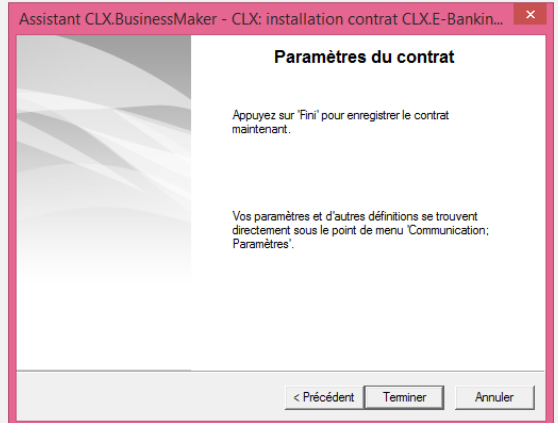 Assistant CLX.BusinessMaker - CLX: installation contrat CLX.E-Bankin...
Paramètres du contrat
Appuyez sur 'Fini' pour enregistrer le contrat
maintenant.
Vos paramètres et d'autres définitions se trouvent
directement sous le point de menu 'Communication;
Paramètres'.
< Précédent
Terminer
Annuler